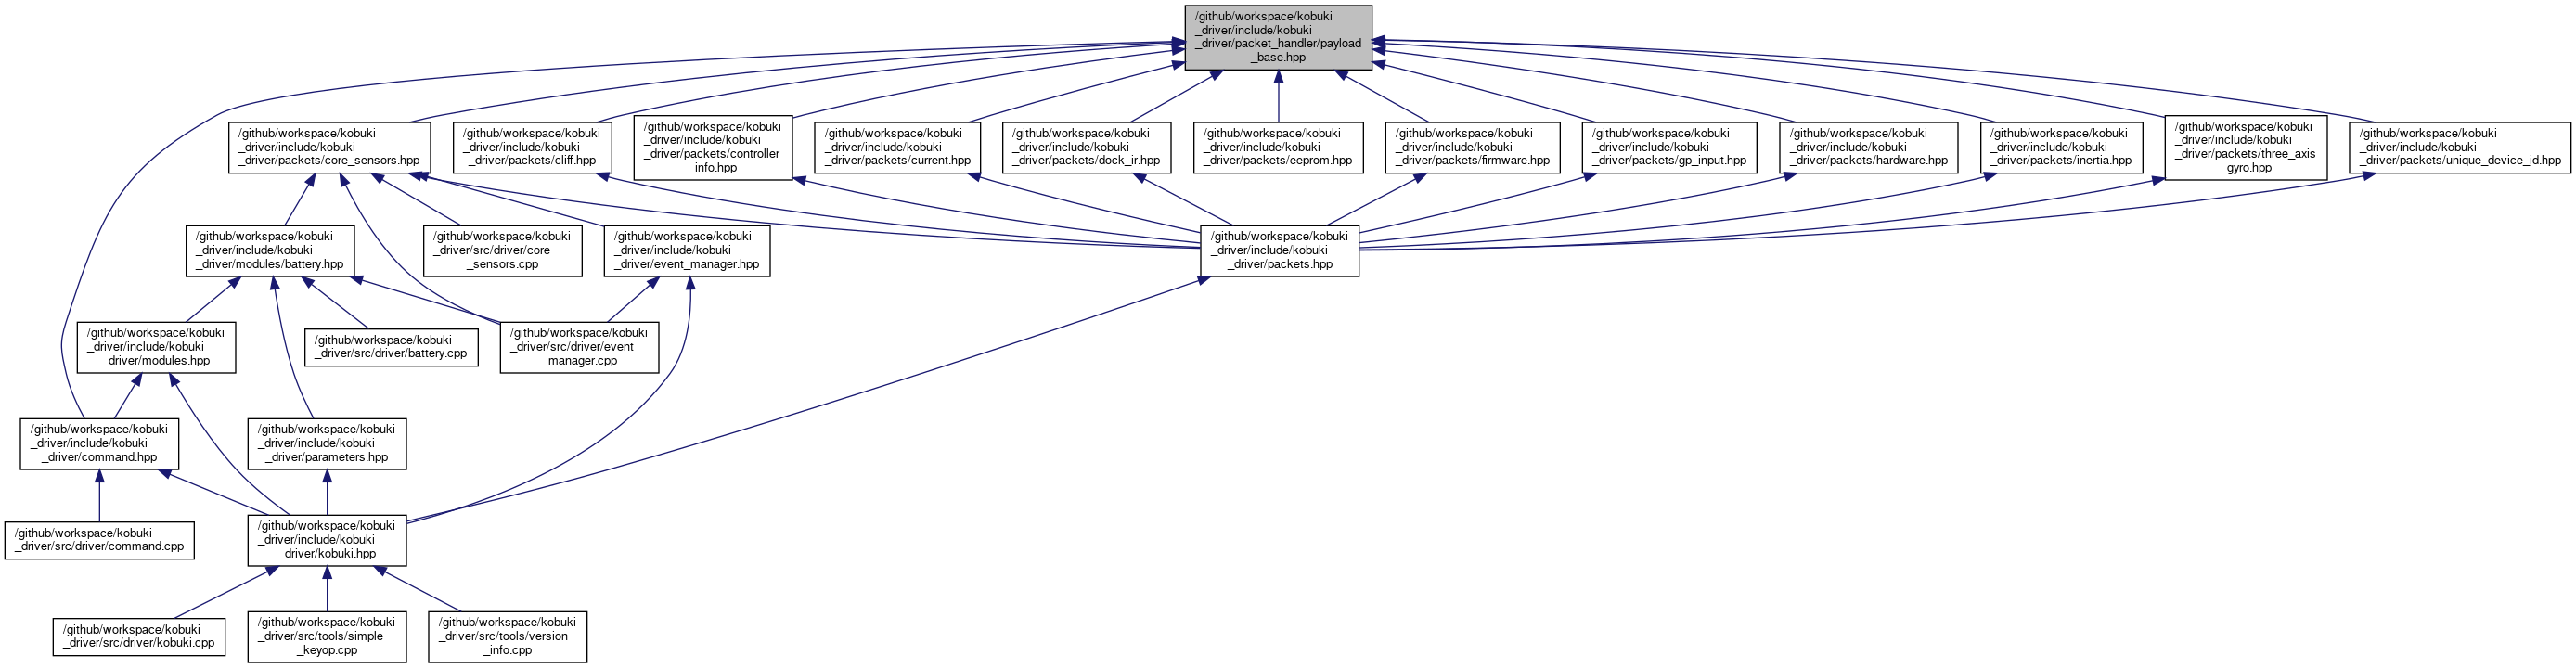 /github/workspace/kobuki
_driver/include/kobuki
_driver/packet_handler/payload
_base.hpp
/github/workspace/kobuki
_driver/include/kobuki
_driver/packets/core_sensors.hpp
/github/workspace/kobuki
_driver/include/kobuki
_driver/packets/cliff.hpp
/github/workspace/kobuki
_driver/include/kobuki
_driver/packets/controller
_info.hpp
/github/workspace/kobuki
_driver/include/kobuki
_driver/packets/current.hpp
/github/workspace/kobuki
_driver/include/kobuki
_driver/packets/dock_ir.hpp
/github/workspace/kobuki
_driver/include/kobuki
_driver/packets/eeprom.hpp
/github/workspace/kobuki
_driver/include/kobuki
_driver/packets/firmware.hpp
/github/workspace/kobuki
_driver/include/kobuki
_driver/packets/gp_input.hpp
/github/workspace/kobuki
_driver/include/kobuki
_driver/packets/hardware.hpp
/github/workspace/kobuki
_driver/include/kobuki
_driver/packets/inertia.hpp
/github/workspace/kobuki
_driver/include/kobuki
_driver/packets/three_axis
_gyro.hpp
/github/workspace/kobuki
_driver/include/kobuki
_driver/packets/unique_device_id.hpp
/github/workspace/kobuki
_driver/include/kobuki
_driver/modules/battery.hpp
/github/workspace/kobuki
_driver/src/driver/core
_sensors.cpp
/github/workspace/kobuki
_driver/include/kobuki
_driver/event_manager.hpp
/github/workspace/kobuki
_driver/include/kobuki
_driver/packets.hpp
/github/workspace/kobuki
_driver/include/kobuki
_driver/modules.hpp
/github/workspace/kobuki
_driver/src/driver/battery.cpp
/github/workspace/kobuki
_driver/src/driver/event
_manager.cpp
/github/workspace/kobuki
_driver/include/kobuki
_driver/command.hpp
/github/workspace/kobuki
_driver/include/kobuki
_driver/parameters.hpp
/github/workspace/kobuki
_driver/src/driver/command.cpp
/github/workspace/kobuki
_driver/include/kobuki
_driver/kobuki.hpp
/github/workspace/kobuki
_driver/src/driver/kobuki.cpp
/github/workspace/kobuki
_driver/src/tools/simple
_keyop.cpp
/github/workspace/kobuki
_driver/src/tools/version
_info.cpp